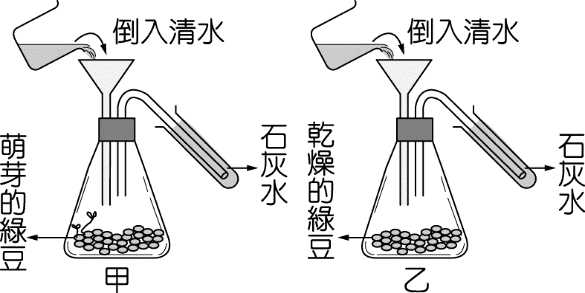 倒入清水
石灰水
萌芽的綠豆
甲
倒入清水
石灰水
乾燥的綠豆
乙